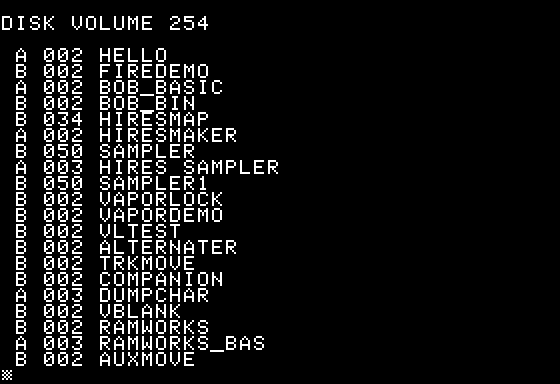 DISK VOLUME 254
A 002 HELLO
B 002 FIREDEMO
A 002 BOB_BASIC
B 002 BOB_BIN
B 034 HIRESMAP
A 002 HIRESMAKER
B 050 SAMPLER
A 003 HIRES SAMPLER
B 050 SAMPLER1
B 002 VAPORLOCK
B 002 VAPORDEMO
B 002 VLTEST
B 002 ALTERNATER
B 002 TRKMOVE
B 002 COMPANION
A 003 DUMPCHAR
B 002 VBLANK
B 002 RAMWORKS
A 003 RAMWORKS_BAS
B 002 AUXMOVE